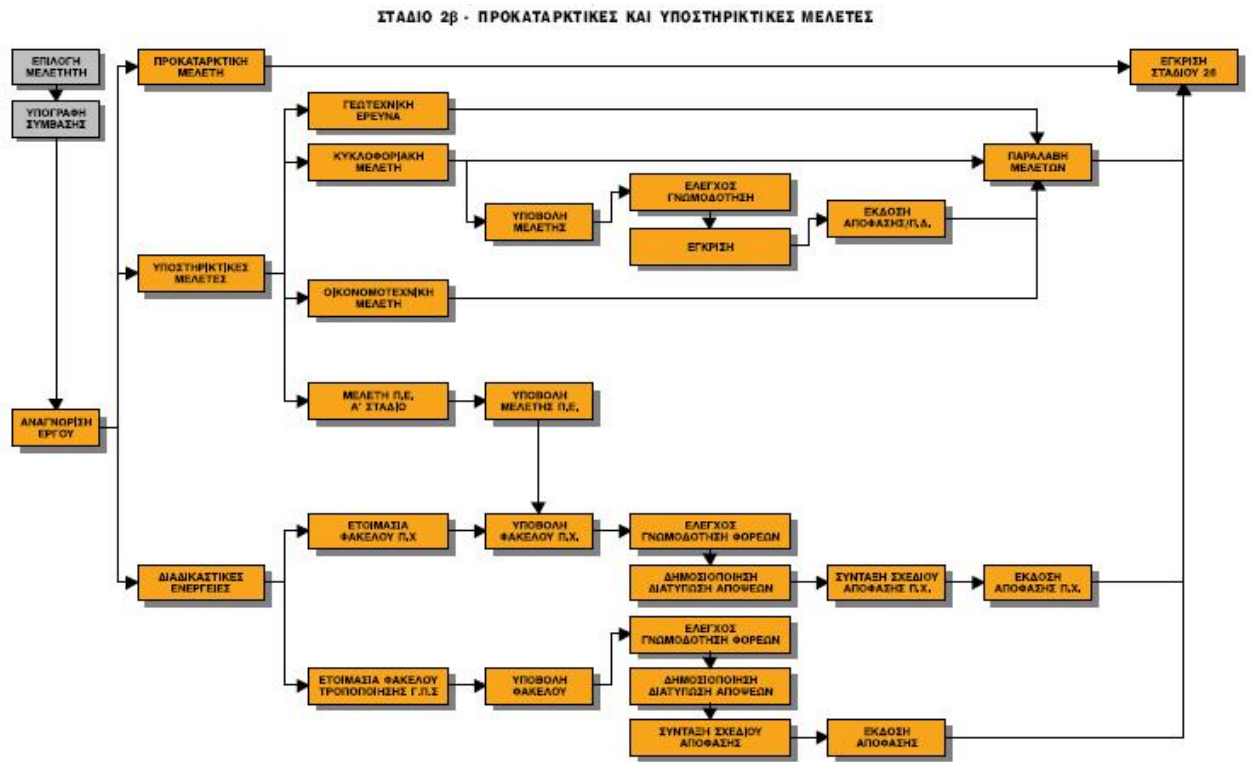 ΣΤΑΔΙΟ 2β - ΠΡΟΚΑΤΑΡΚΤΙΚΕΣ ΚΑΙ ΥΠΟΣΤΗΡΙΚΤΙΚΕΣ ΜΕΛΕΤΕΣ
ΕΠΙΛΟΓΗ
ΜΕΛΕΤΗΤΗ
ΥΠΟΓΡΑΦΗ
ΣΥΜΒΑΣΗΣ
ΑΝΑΓΝΩΡΙΣΗ
ΕΡΓΟΥ
ΠΡΟΚΑΤΑΡΚΤΙΚΗ
ΜΕΛΕΤΗ
ΕΓΚΡΙΣΗ
ΣΤΑΔΙΟΥ 2β
ΥΠΟΣΤΗΡΙΚΤΙΚΕΣ
ΜΕΛΕΤΕΣ
ΓΕΩΤΕΧΝΙΚΗ
ΕΡΕΥΝΑ
ΚΥΚΛΟΦΟΡΙΑΚΗ
ΜΕΛΕΤΗ
ΠΑΡΑΛΑΒΗ
ΜΕΛΕΤΩΝ
ΥΠΟΒΟΛΗ
ΜΕΛΕΤΗΣ
ΕΛΕΓΧΟΣ
ΓΝΩΜΟΔΟΤΗΣΗ
ΕΓΚΡΙΣΗ
ΕΚΔΟΣΗ
ΑΠΟΦΑΣΗΣ/Π.Δ.
ΟΙΚΟΝΟΜΟΤΕΧΝΙΚΗ
ΜΕΛΕΤΗ
ΜΕΛΕΤΗ Π.Ε.
Α' ΣΤΑΔΙΟ
ΥΠΟΒΟΛΗ
ΜΕΛΕΤΗΣ Π.Ε.
ΔΙΑΔΙΚΑΣΤΙΚΕΣ
ΕΝΕΡΓΕΙΕΣ
ΕΤΟΙΜΑΣΙΑ
ΦΑΚΕΛΟΥ Π.Χ
ΥΠΟΒΟΛΗ
ΦΑΚΕΛΟΥ Π.Χ.
ΕΛΕΓΧΟΣ
ΓΝΩΜΟΔΟΤΗΣΗ ΦΟΡΕΩΝ
ΔΗΜΟΣΙΟΠΟΙΗΣΗ
ΔΙΑΤΥΠΩΣΗ ΑΠΟΨΕΩΝ
ΣΥΝΤΑΞΗ ΣΧΕΔΙΟΥ
ΑΠΟΦΑΣΗΣ Π.Χ.
ΕΚΔΟΣΗ
ΑΠΟΦΑΣΗΣ Π.Χ.
ΕΤΟΙΜΑΣΙΑ ΦΑΚΕΛΟΥ
ΤΡΟΠΟΠΟΙΗΣΗΣ Γ.Π.Σ
ΥΠΟΒΟΛΗ
ΦΑΚΕΛΟΥ
ΕΛΕΓΧΟΣ
ΓΝΩΜΟΔΟΤΗΣΗ ΦΟΡΕΩΝ
ΔΗΜΟΣΙΟΠΟΙΗΣΗ
ΔΙΑΤΥΠΩΣΗ ΑΠΟΨΕΩΝ
ΣΥΝΤΑΞΗ ΣΧΕΔΙΟΥ
ΑΠΟΦΑΣΗΣ
ΕΚΔΟΣΗ
ΑΠΟΦΑΣΗΣ